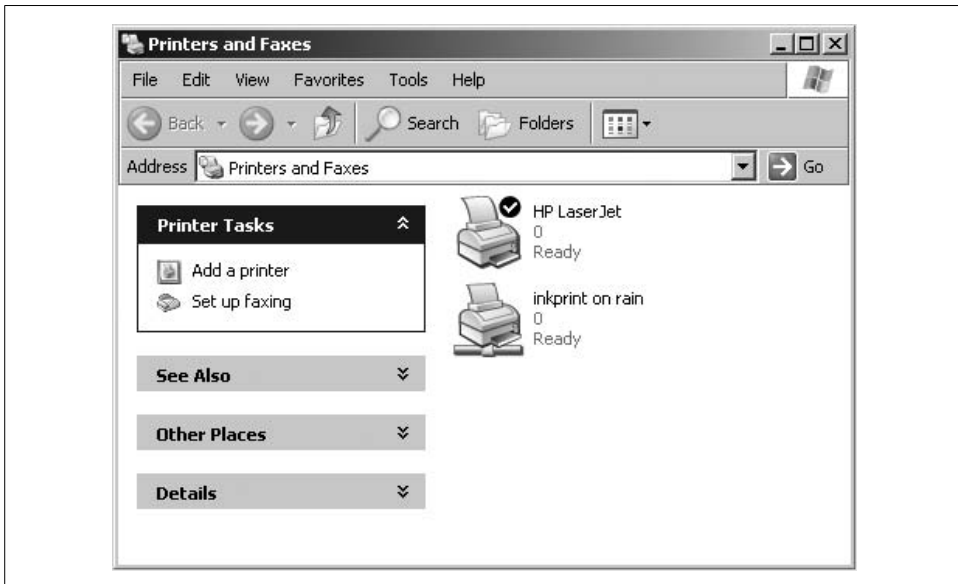 Printers and Faxes
File Edit View Favorites Tools Help
Back Search Folders
Address Printers and Faxes Go
Printer Tasks
Add a printer
Set up faxing
See Also
Other Places
Details
HP LaserJet
0
Ready
inkprint on rain
0
Ready